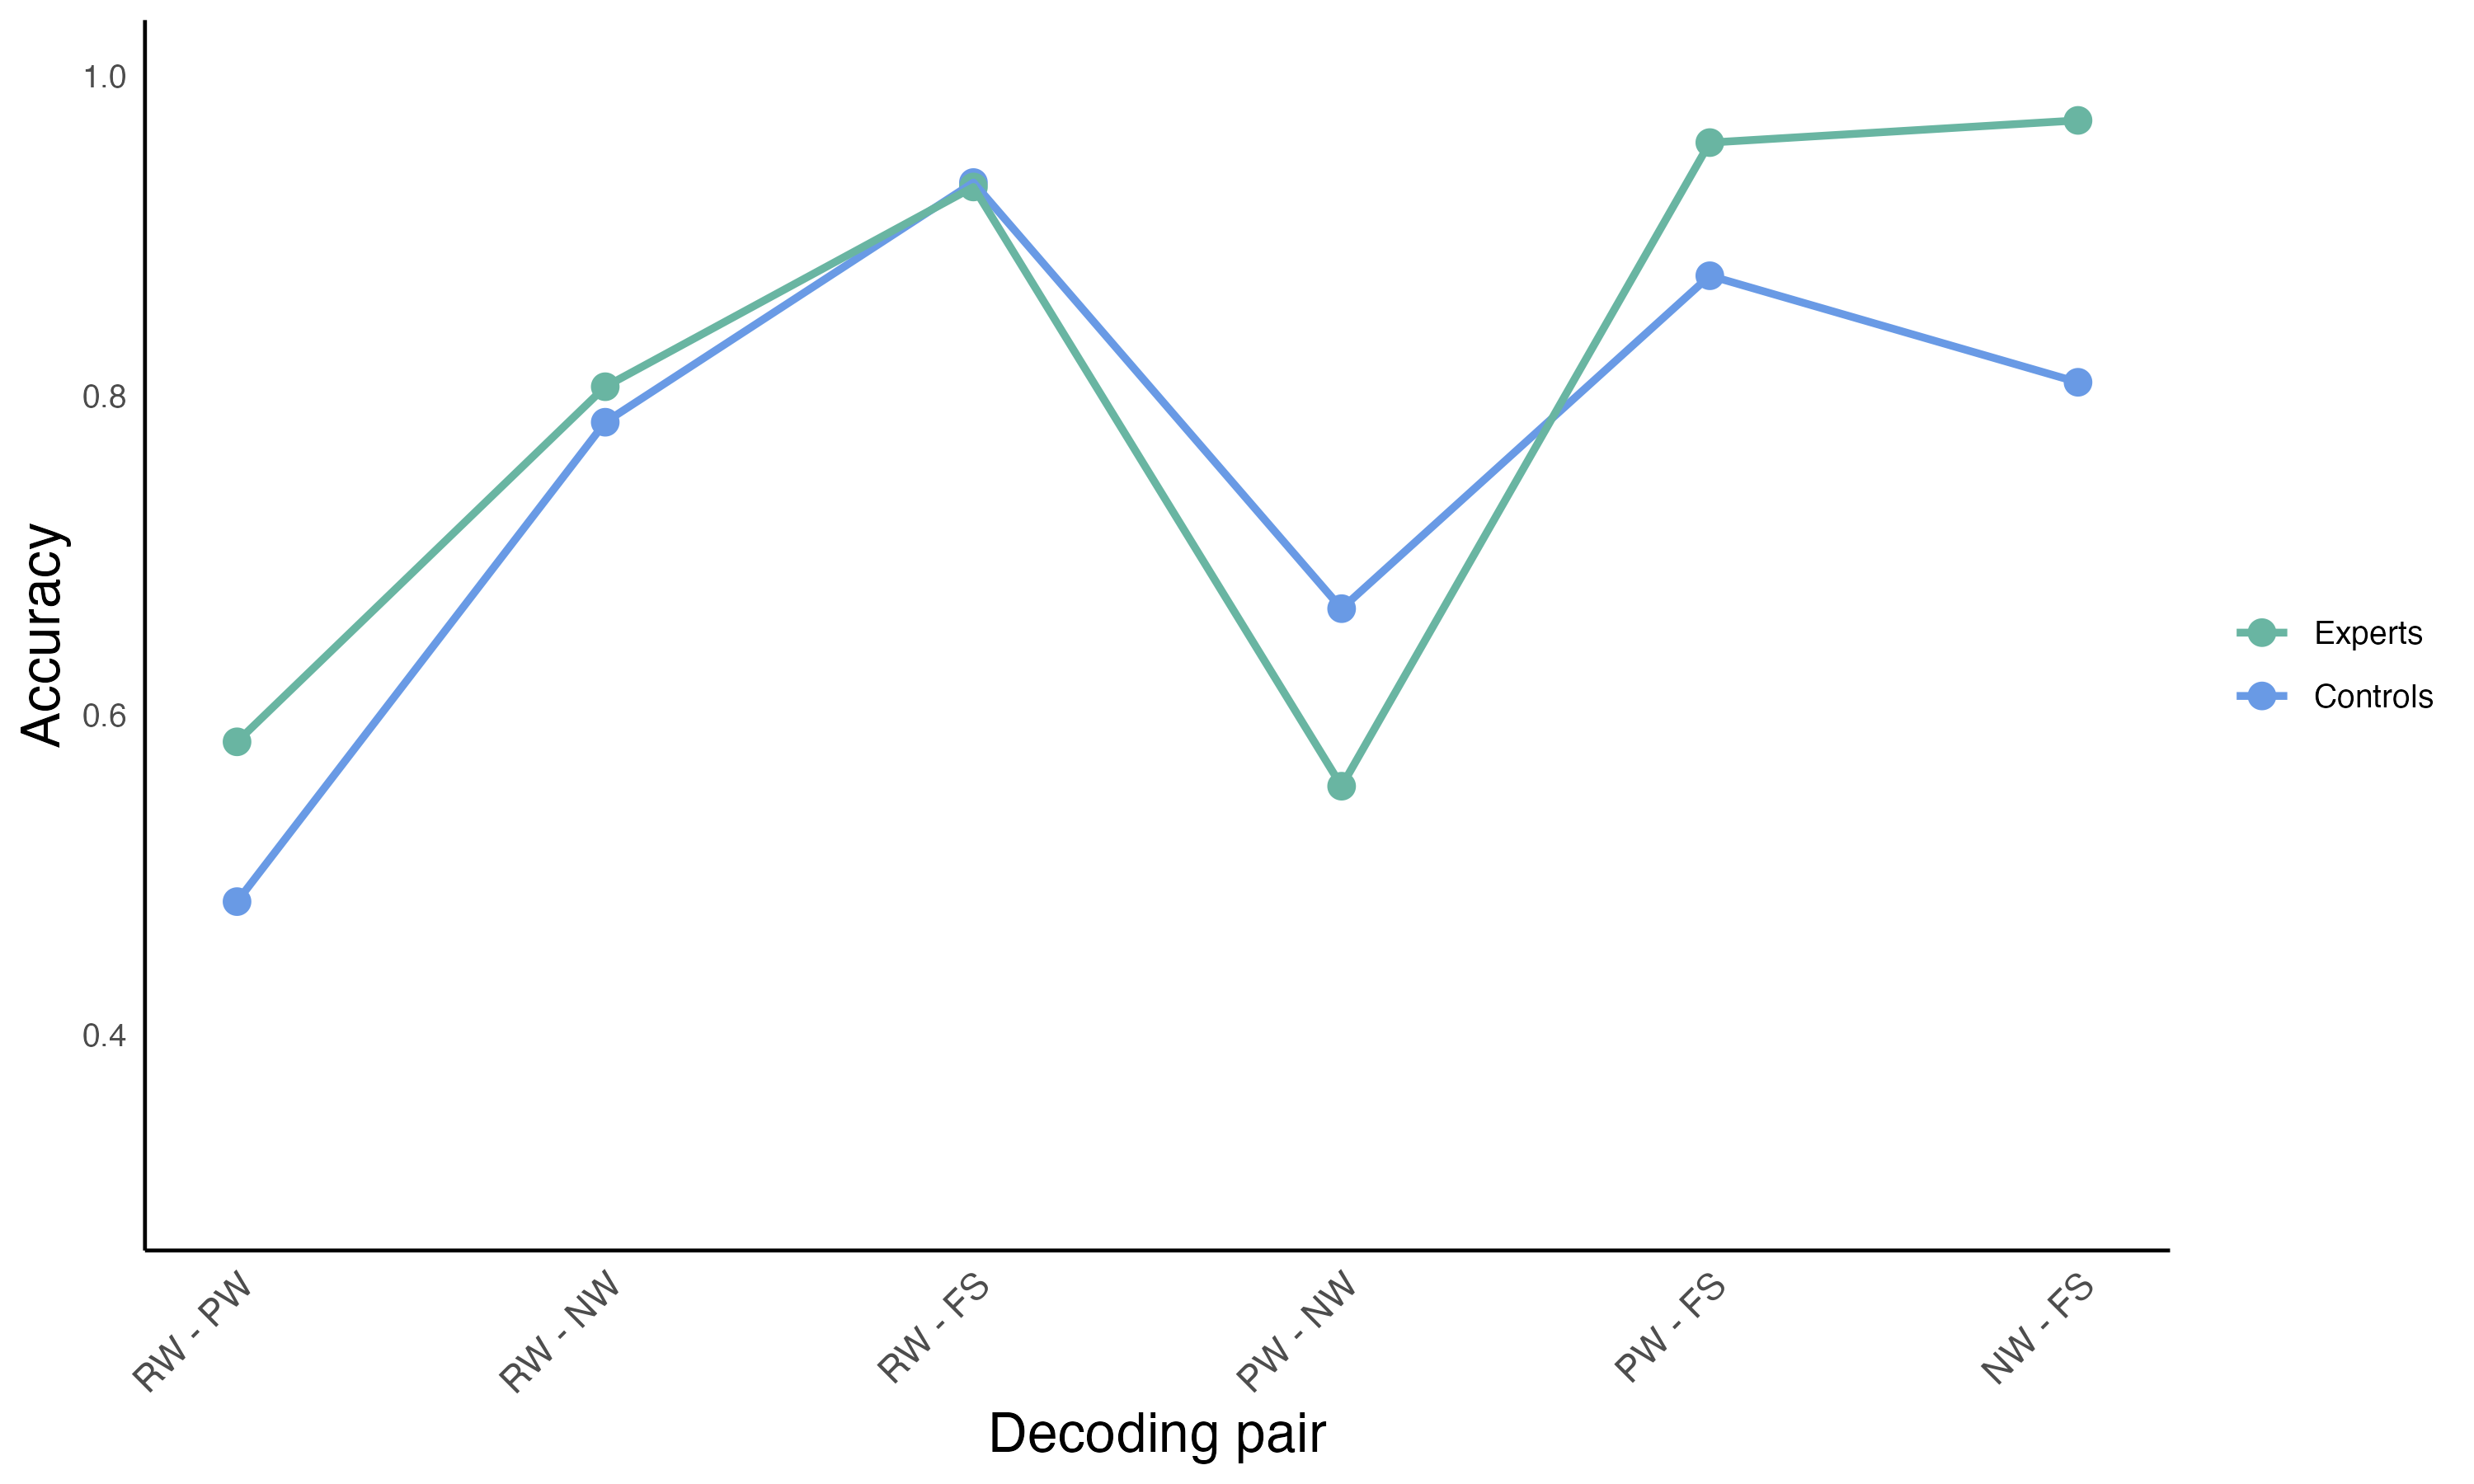 1.0
0.8
0.6
0.4
Accuracy
RW - PW
RW - NW
RW - FS
PW - NW
PW - FS
NW - FS
Decoding pair
Experts
Controls